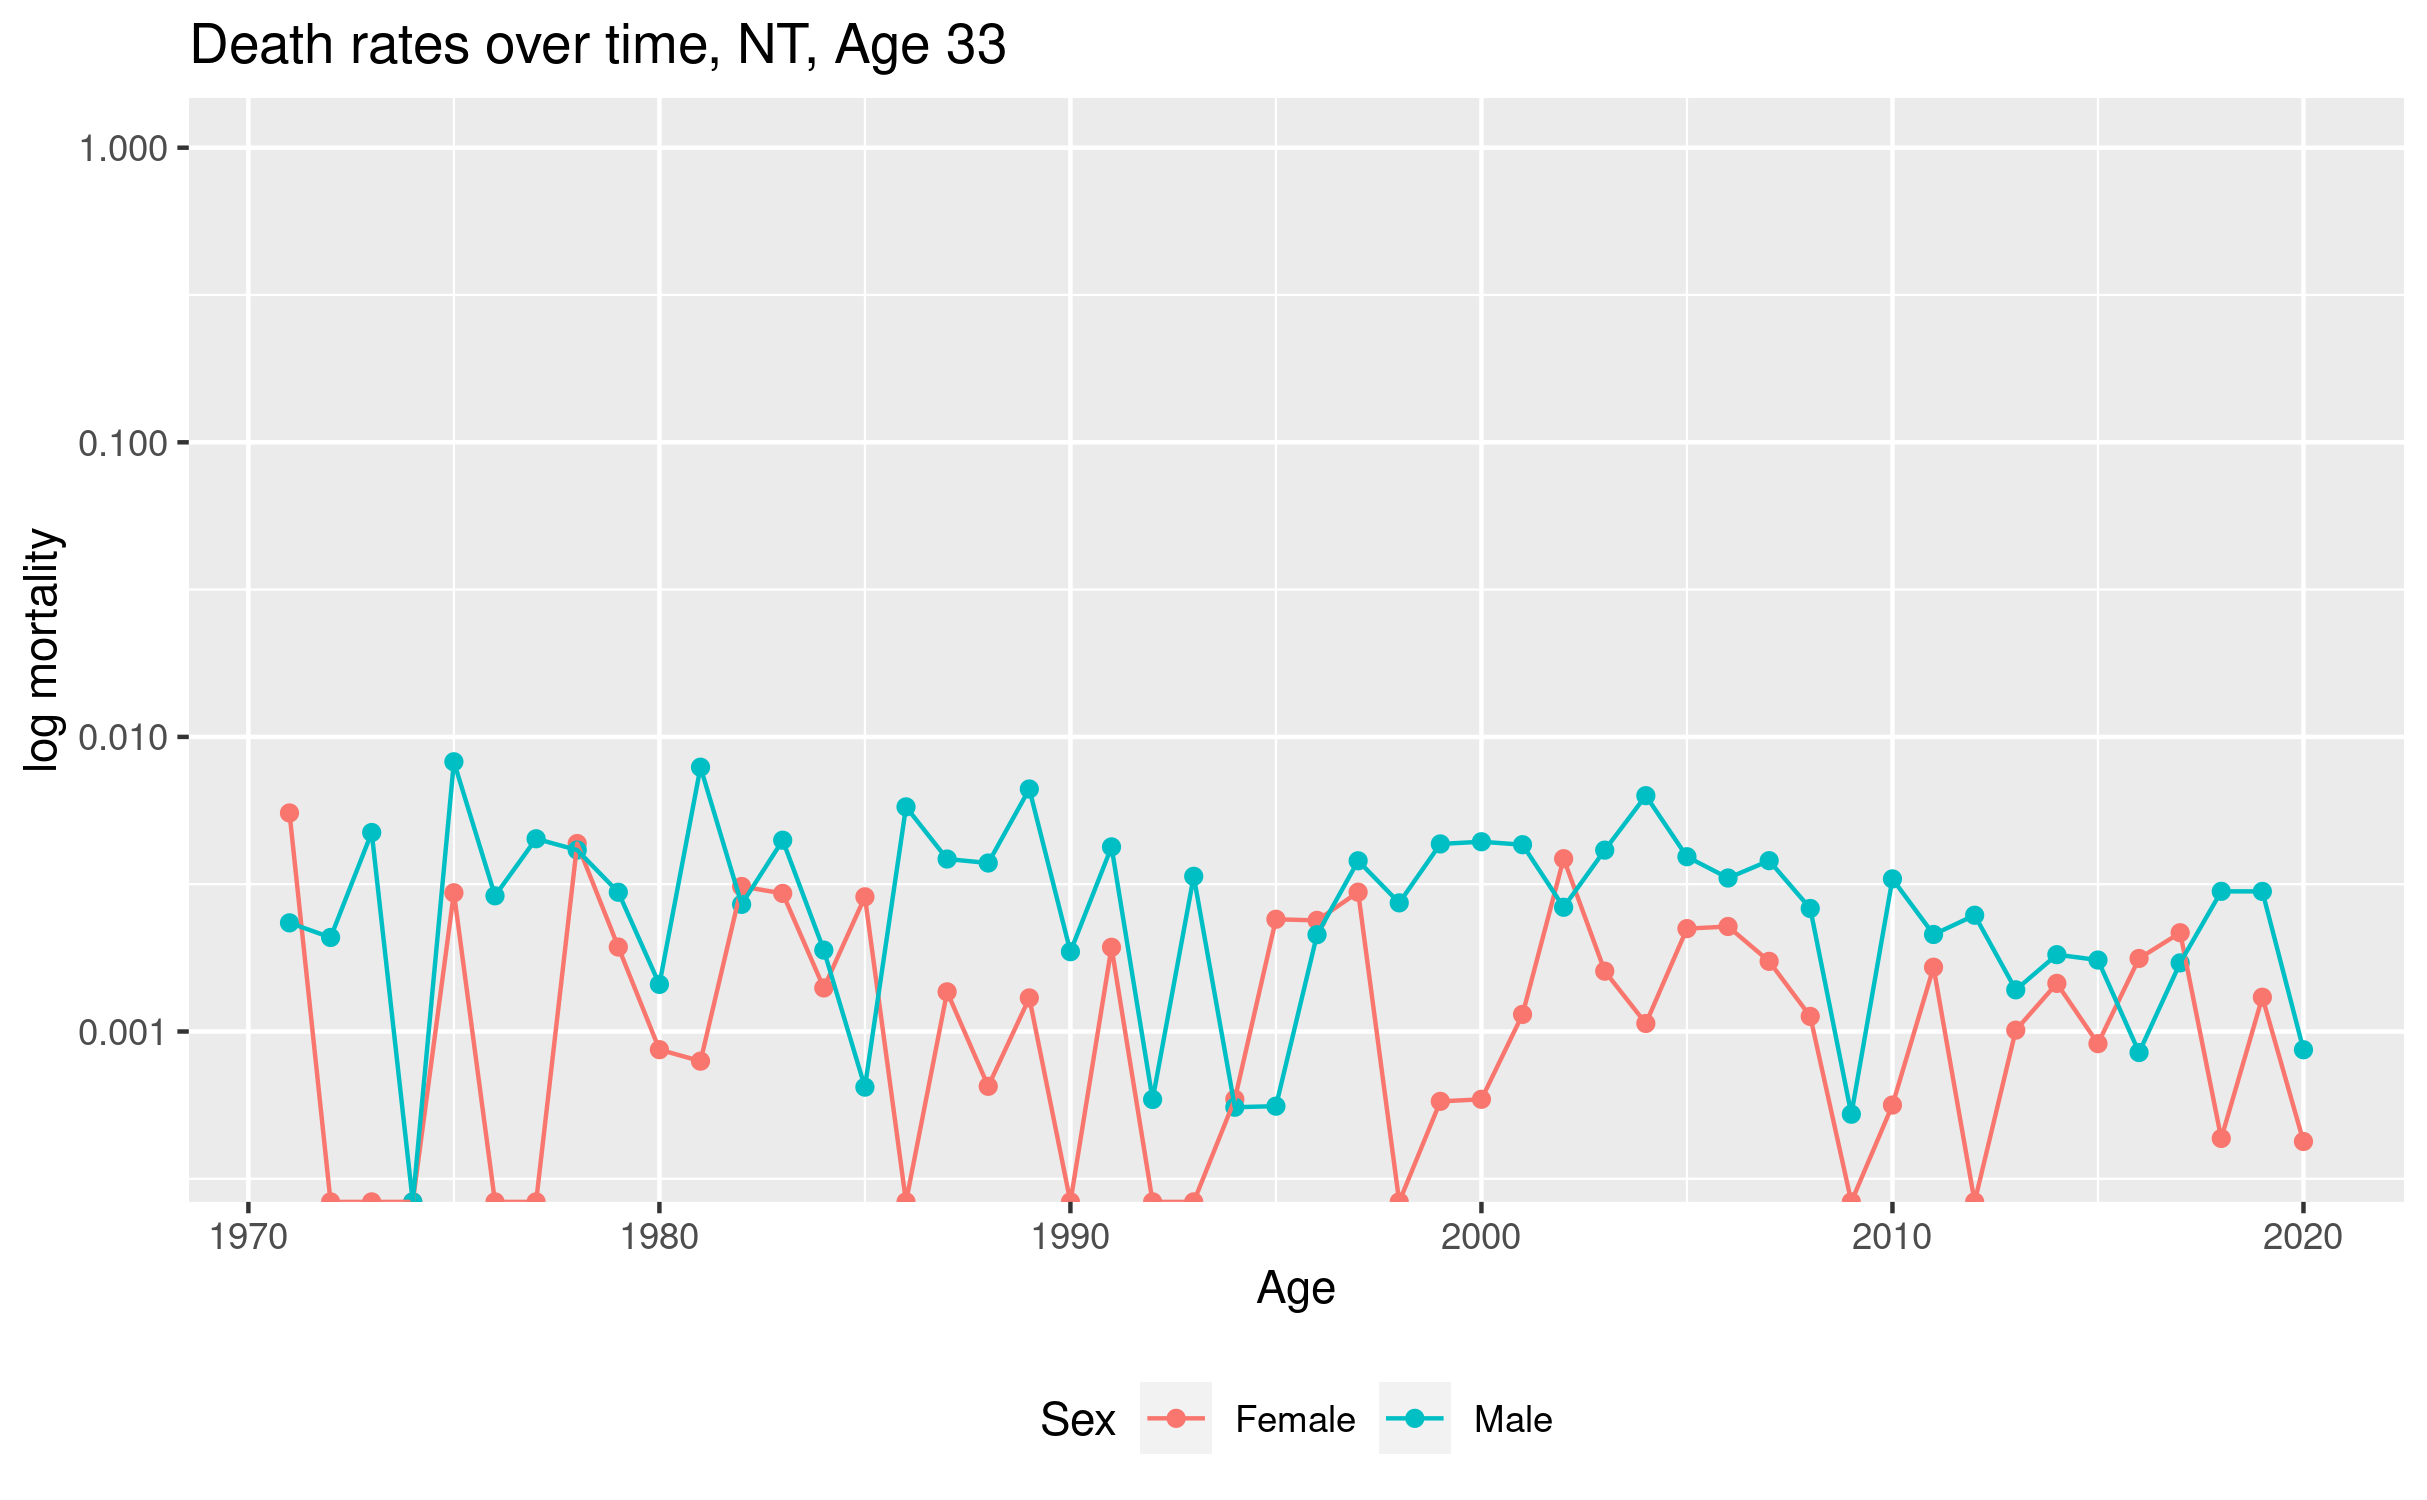 Death rates over time, NT, Age 33
log mortality
1.000
0.100
0.010
0.001
1970 1980 1990 2000 2010 2020
Age
Sex Female Male